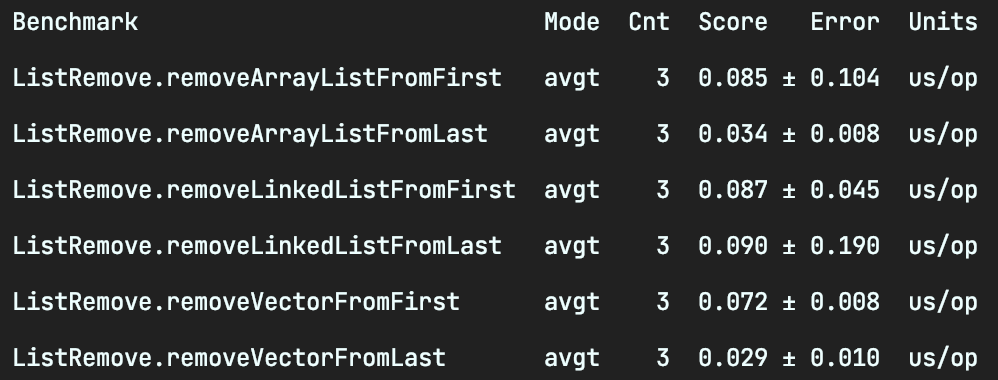 Benchmark Mode Cnt Score Error Units
ListRemove.removeArrayListFromFirst avgt 3 0.085 ± 0.104 us/op
ListRemove.removeArrayListFromLast avgt 3 0.034 ± 0.008 us/op
ListRemove.removeLinkedListFromFirst avgt 3 0.087 ± 0.045 us/op
ListRemove.removeLinkedListFromLast avgt 3 0.090 ± 0.190 us/op
ListRemove.removeVectorFromFirst avgt 3 0.072 ± 0.008 us/op
ListRemove.removeVectorFromLast avgt 3 0.029 ± 0.010 us/op